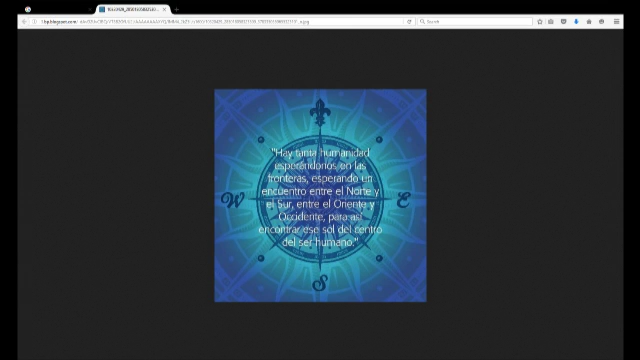 Search
"Hay tanta humanidad
esperándonos en las
fronteras, esperando un
encuentro entre el Norte y
el Sur, entre el Oriente y
Occidente, para así
encontrar ese sol del centro
del ser humano."
W
E
S